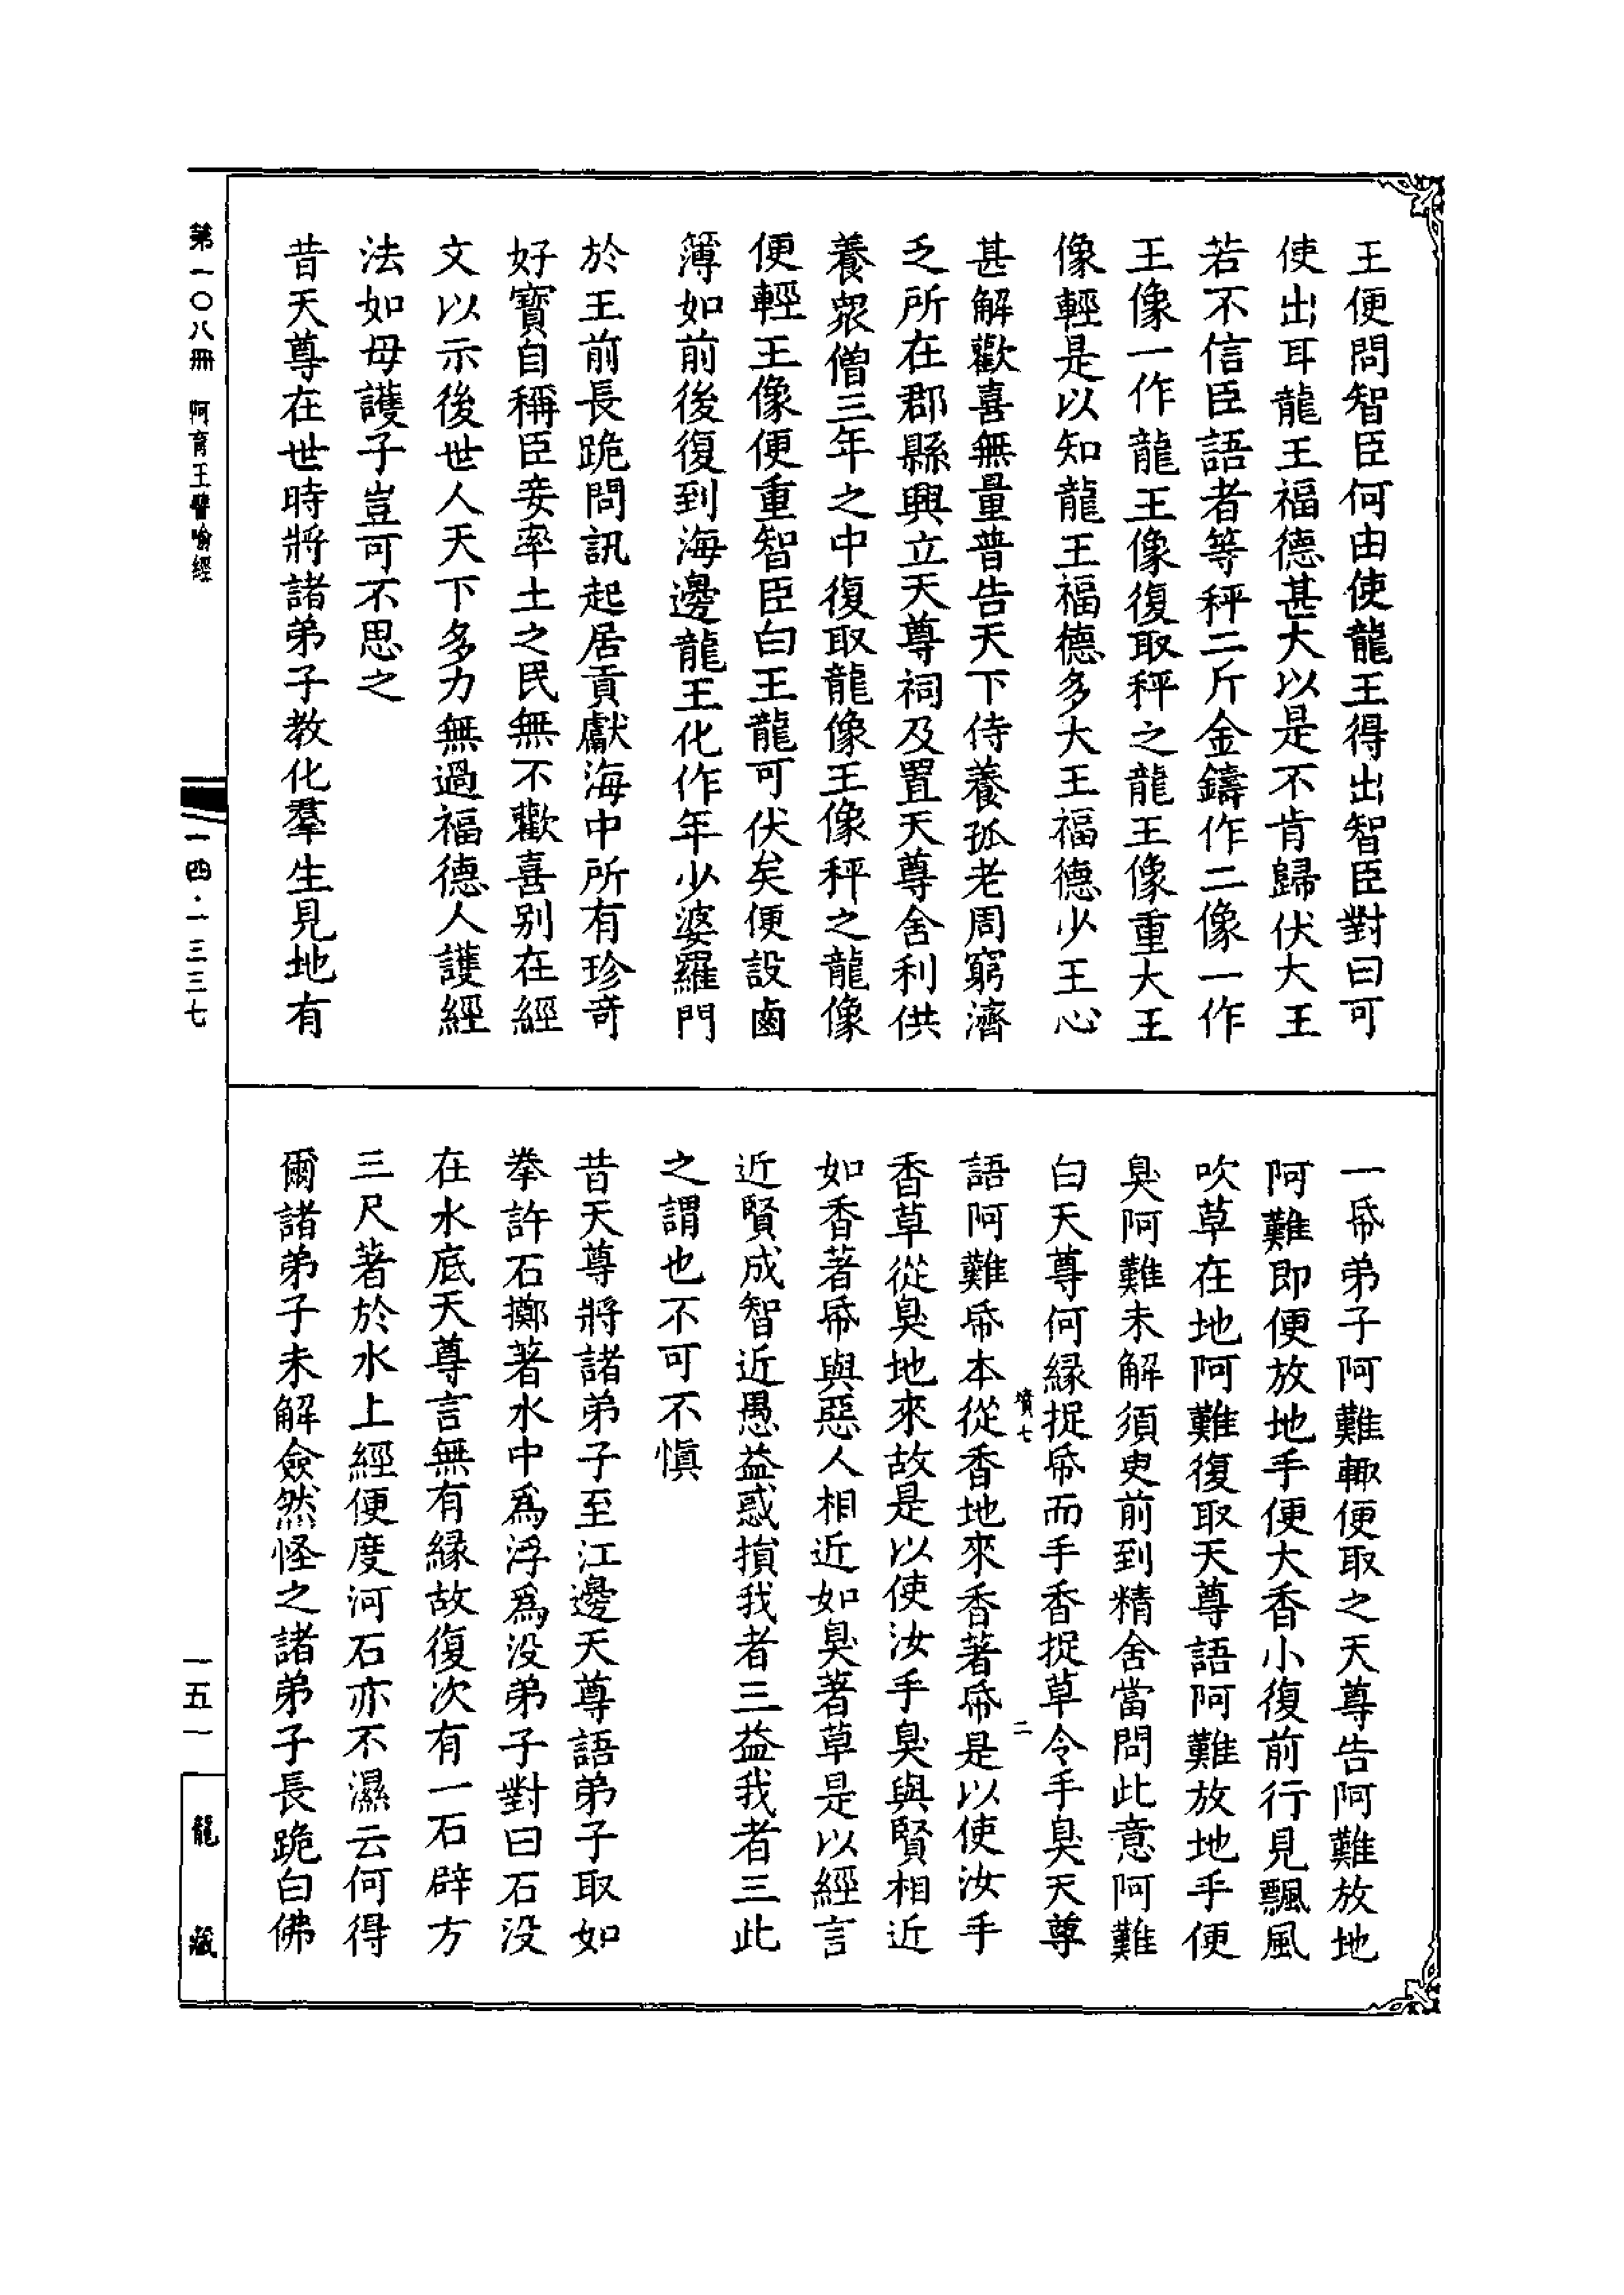 王便問智臣何由使龍王得出智臣對曰可
使出耳龍王福德甚大以是不肯歸伏大王
若不信臣語者等秤二斤金鑄作二像一作
王像一作龍王像復取秤之龍王像重大王
像輕是以知龍王福德多大王福德少王心
甚解歡喜無量普告天下侍養孤老周窮濟
乏所在郡縣興立天尊祠及置天尊舍利供
養衆僧三年之中復取龍像王像秤之龍像
便輕王像便重智臣白王龍可伏矣便設鹵
簿如前後復到海邊龍王化作年少婆羅門
於王前長跪問訊起居貢獻海中所有珍奇
好寶自稱臣妾率土之民無不歡喜别在經
文以示後世人天下多力無過福德人護經
法如母護子豈可不思之
昔天尊在世時將諸弟子教化羣生見地有
一帋弟子阿難輙便取之天尊告阿難放地
阿難即便放地手便大香小復前行見飄風
吹草在地阿難復取天尊語阿難放地手便
臭阿難未解須臾前到精舍當問此意阿難
白天尊何縁捉帋而手香捉草令手臭天尊
墳七 二
語阿難帋本從香地來香著帋是以使汝手
香草從臭地來故是以使汝手臭與賢相近
如香著帋與惡人相近如臭著草是以經言
近賢成智近愚益惑損我者三益我者三此
之謂也不可不慎
昔天尊將諸弟子至江邊天尊語弟子取如
拳許石擲著水中爲浮爲没弟子對曰石没
在水底天尊言無有縁故復次有一石辟方
三尺著於水上經便度河石亦不濕云何得
爾諸弟子未解僉然怪之諸弟子長跪白佛
第一〇八冊 阿育王譬喻經
一四·一三三七
一五一
龍藏